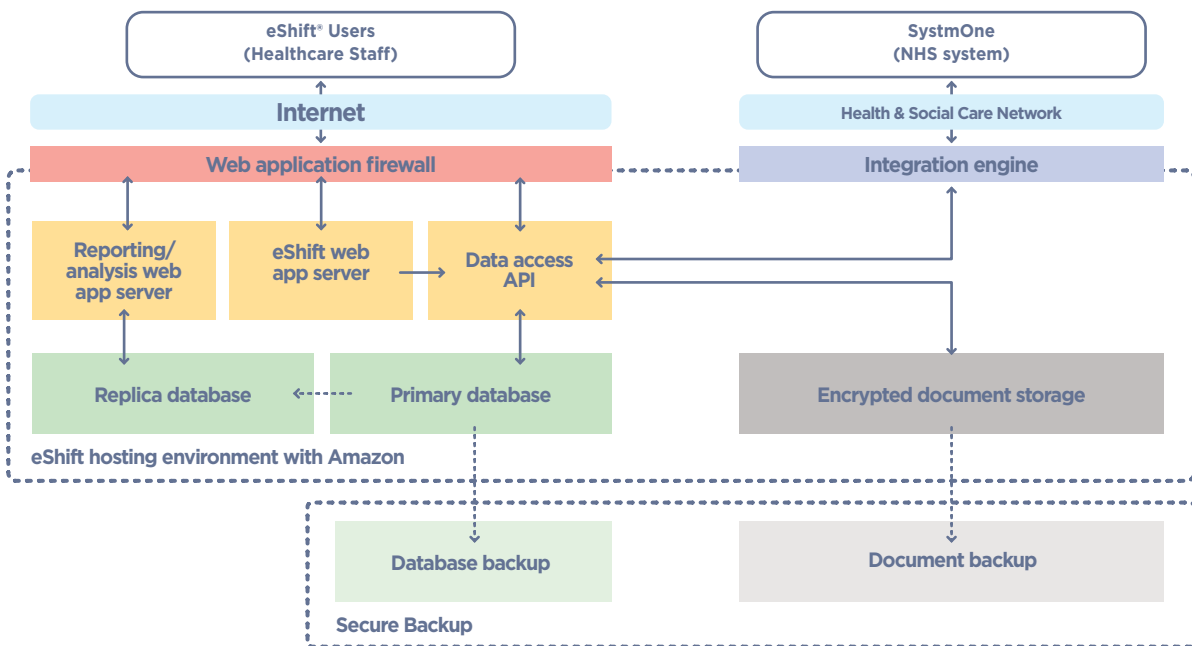 eShift® Users
(Healthcare Staff)
SystmOne
(NHS system)
Internet
Health & Social Care Network
Web application firewall
Integration engine
Reporting/
analysis web
app server
eShift web
app server
Data access
API
Replica database
Primary database
Encrypted document storage
eShift hosting environment with Amazon
Database backup
Document backup
Secure Backup